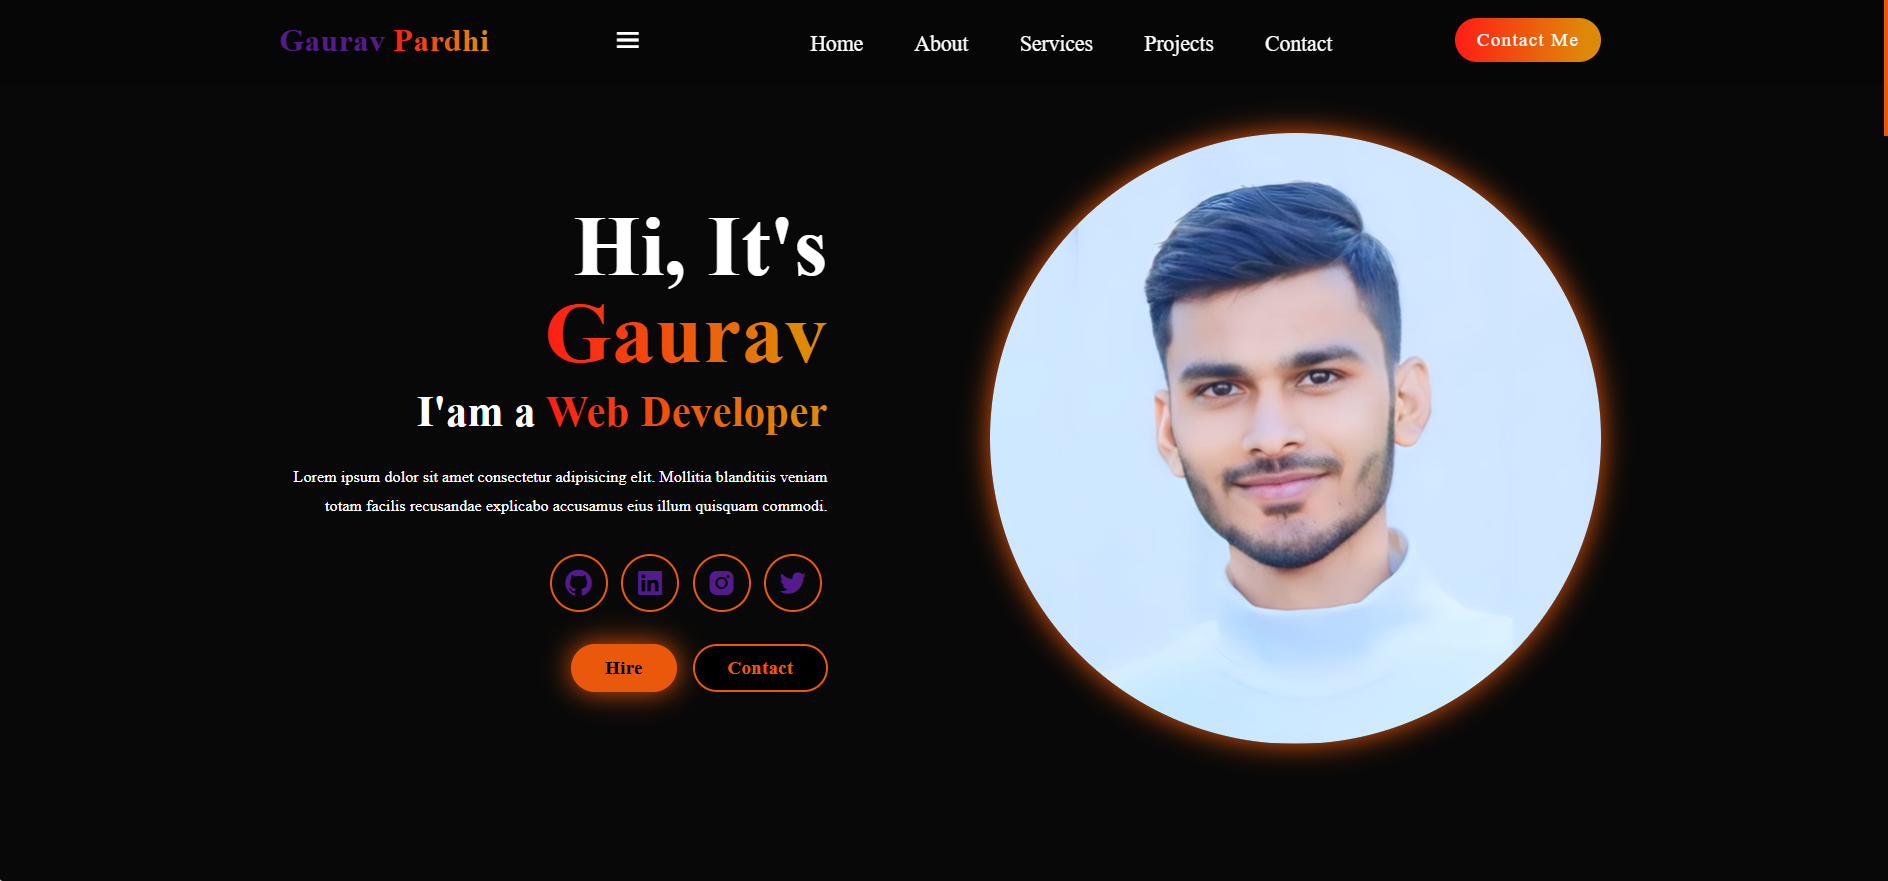 Gaurav Pardhi
Home
About
Services
Projects
Contact
Contact Me
Hi, It's
Gaurav
I'am a Web Developer
Lorem ipsum dolor sit amet consectetur adipisicing elit. Mollitia blanditiis veniam
totam facilis recusandae explicabo accusamus eius illum quisquam commodi.
in
Hire
Contact